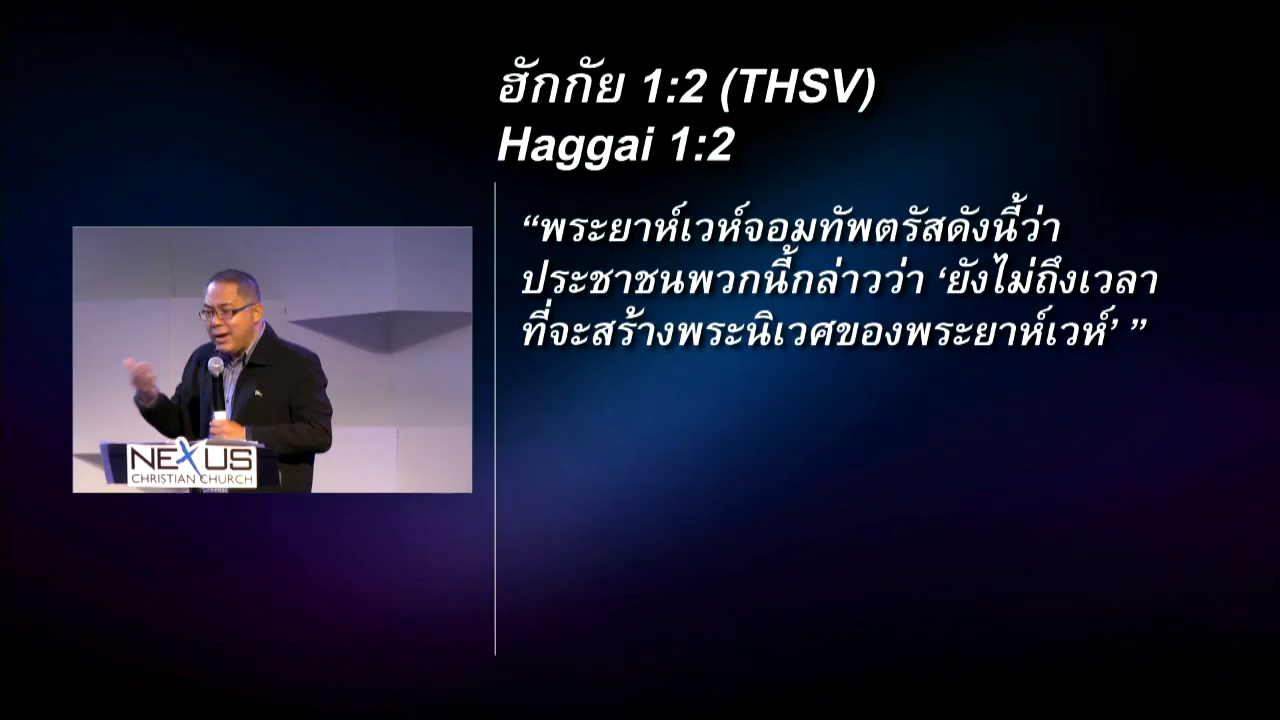 ฮักกัย 1:2 (THSV)
Haggai 1:2
“พระยาห์เวห์จอมทัพตรัสดังนี้ว่า
ประชาชนพวกนี้กล่าวว่า ‘ยังไม่ถึงเวลา
ที่จะสร้างพระนิเวศของพระยาห์เวห์’ ”
NEXUS
CHRISTIAN CHURCH